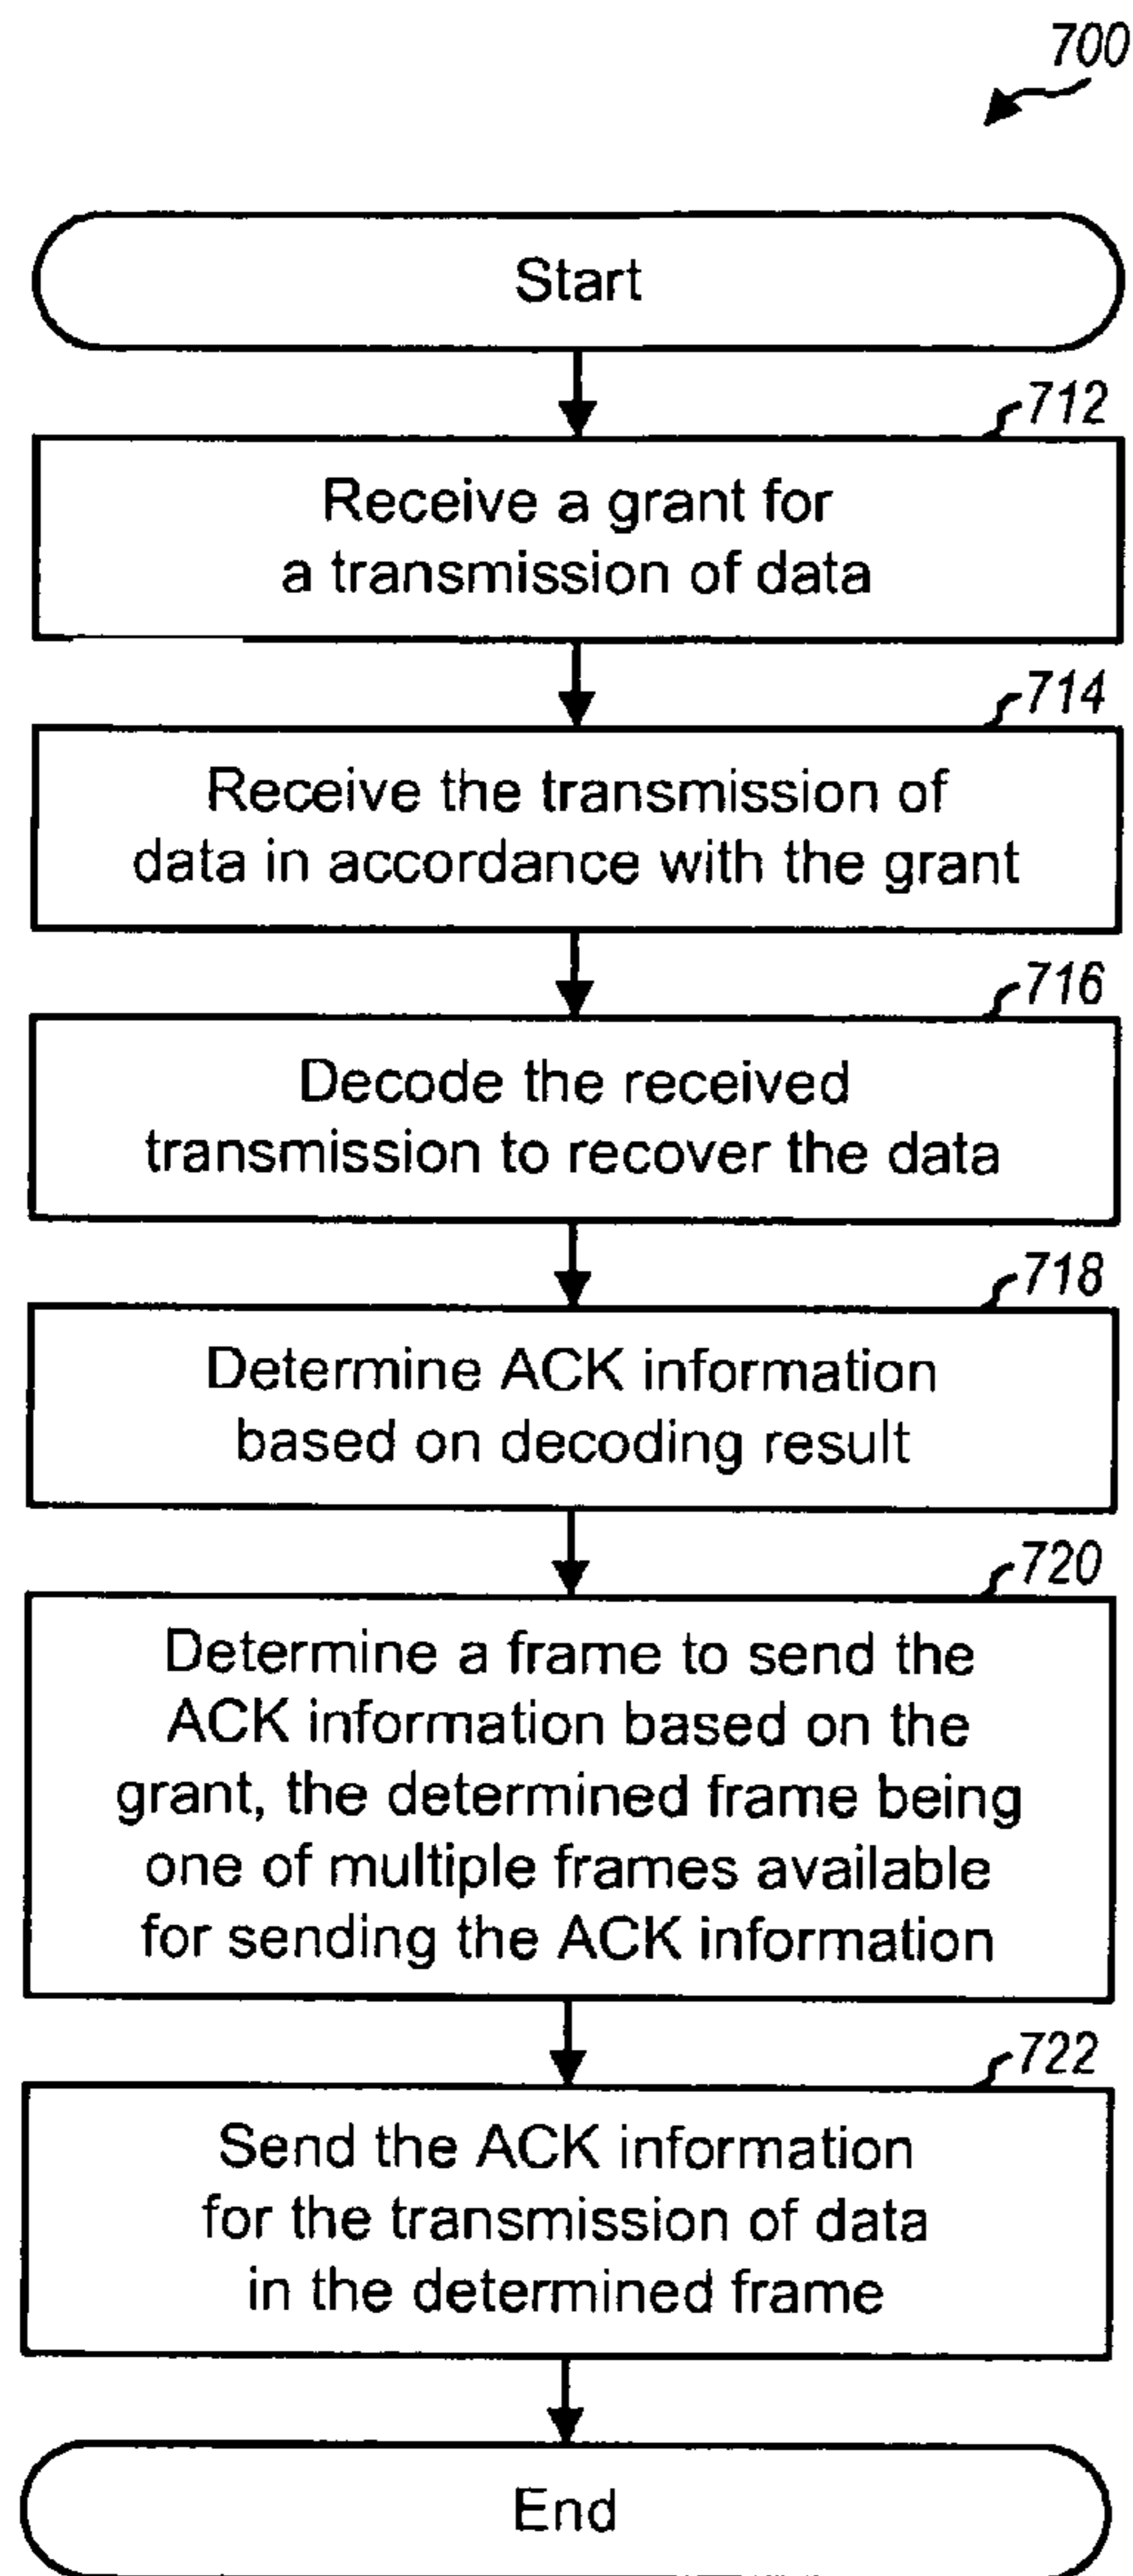 700
Start
712
Receive a grant for
a transmission of data
714
Receive the transmission of
data in accordance with the grant
716
Decode the received
transmission to recover the data
718
Determine ACK information
based on decoding result
720
Determine a frame to send the
ACK information based on the
grant, the determined frame being
one of multiple frames available
for sending the ACK information
722
Send the ACK information
for the transmission of data
in the determined frame
End